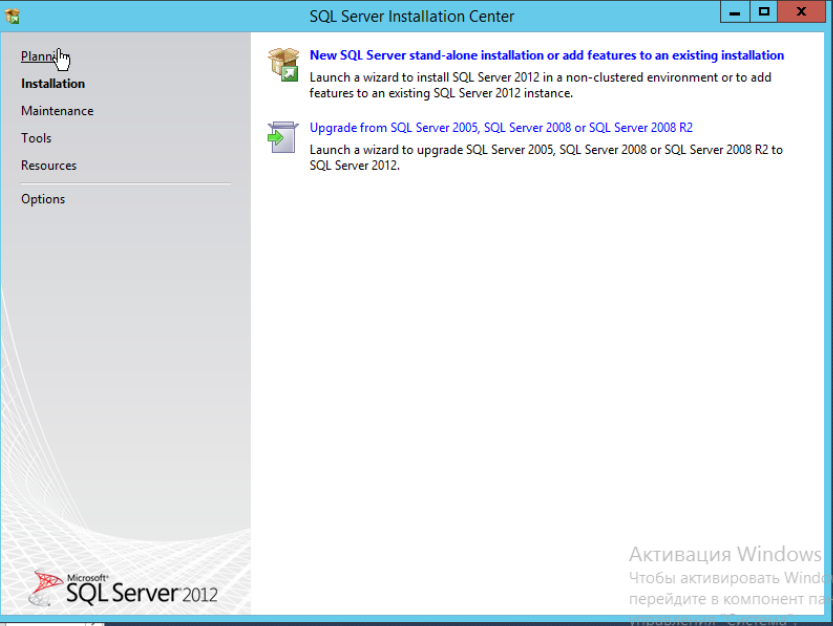 SQL Server Installation Center
Planning
Installation
Maintenance
Tools
Resources
Options
New SQL Server stand-alone installation or add features to an existing installation
Launch a wizard to install SQL Server 2012 in a non-clustered environment or to add
features to an existing SQL Server 2012 instance.
Upgrade from SQL Server 2005, SQL Server 2008 or SQL Server 2008 R2
Launch a wizard to upgrade SQL Server 2005, SQL Server 2008 or SQL Server 2008 R2 to
SQL Server 2012.
Microsoft
SQL Server 2012
Активация Windows
Чтобы активировать Windo
перейдите в компонент па
управления "Система".